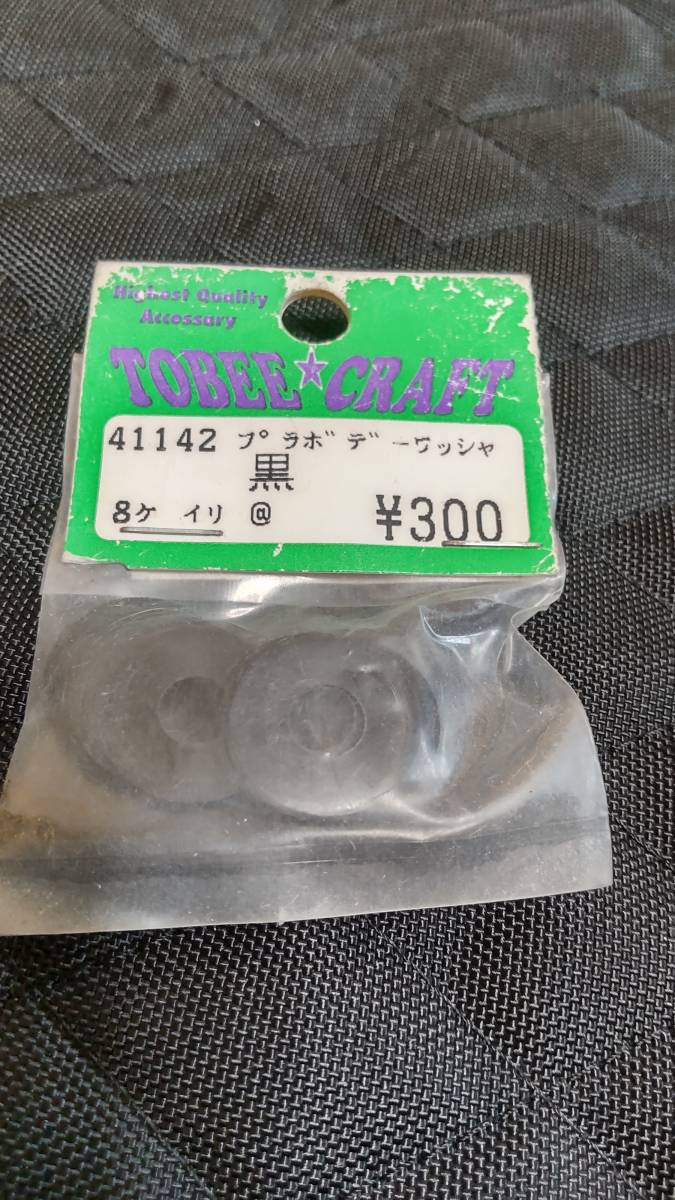 Highest Quality
Accessary
TOBEE★CRAFT
41142 プラボデーワッシャ
黒
8ケ イリ @ ¥300